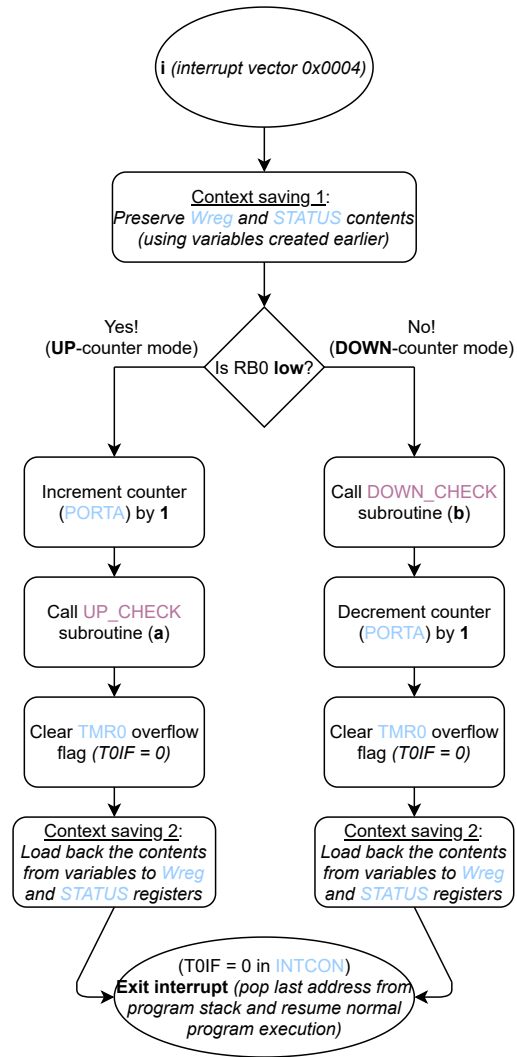 i (interrupt vector 0x0004)
Context saving 1:
Preserve Wreg and STATUS contents
(using variables created earlier)
Yes!
(UP-counter mode)
No!
(DOWN-counter mode)
Is RB0 low?
Increment counter
(PORTA) by 1
Call DOWN_CHECK
subroutine (b)
Call UP_CHECK
subroutine (a)
Decrement counter
(PORTA) by 1
Clear TMR0 overflow
flag (T0IF = 0)
Clear TMR0 overflow
flag (T0IF = 0)
Context saving 2:
Load back the contents
from variables to Wreg
and STATUS registers
Context saving 2:
Load back the contents
from variables to Wreg
and STATUS registers
(T0IF = 0 in INTCON)
Exit interrupt (pop last address from
program stack and resume normal
program execution)